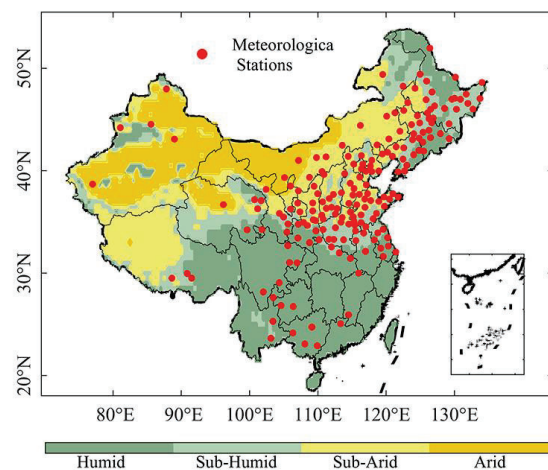 Meteorologica
Stations
50°N
40°N
30°N
20°N
80°E 90°E 100°E 110°E 120°E 130°E
Humid Sub-Humid Sub-Arid Arid